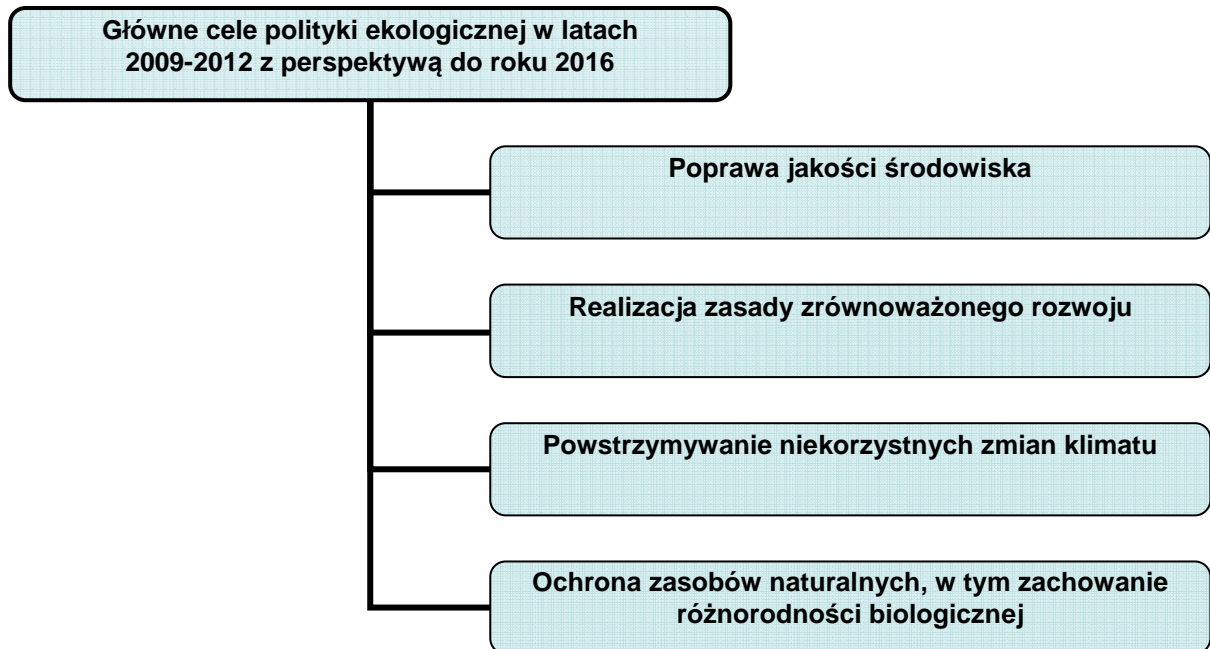 Główne cele polityki ekologicznej w latach
2009-2012 z perspektywą do roku 2016
Poprawa jakości środowiska
Realizacja zasady zrównoważonego rozwoju
Powstrzymywanie niekorzystnych zmian klimatu
Ochrona zasobów naturalnych, w tym zachowanie
różnorodności biologicznej